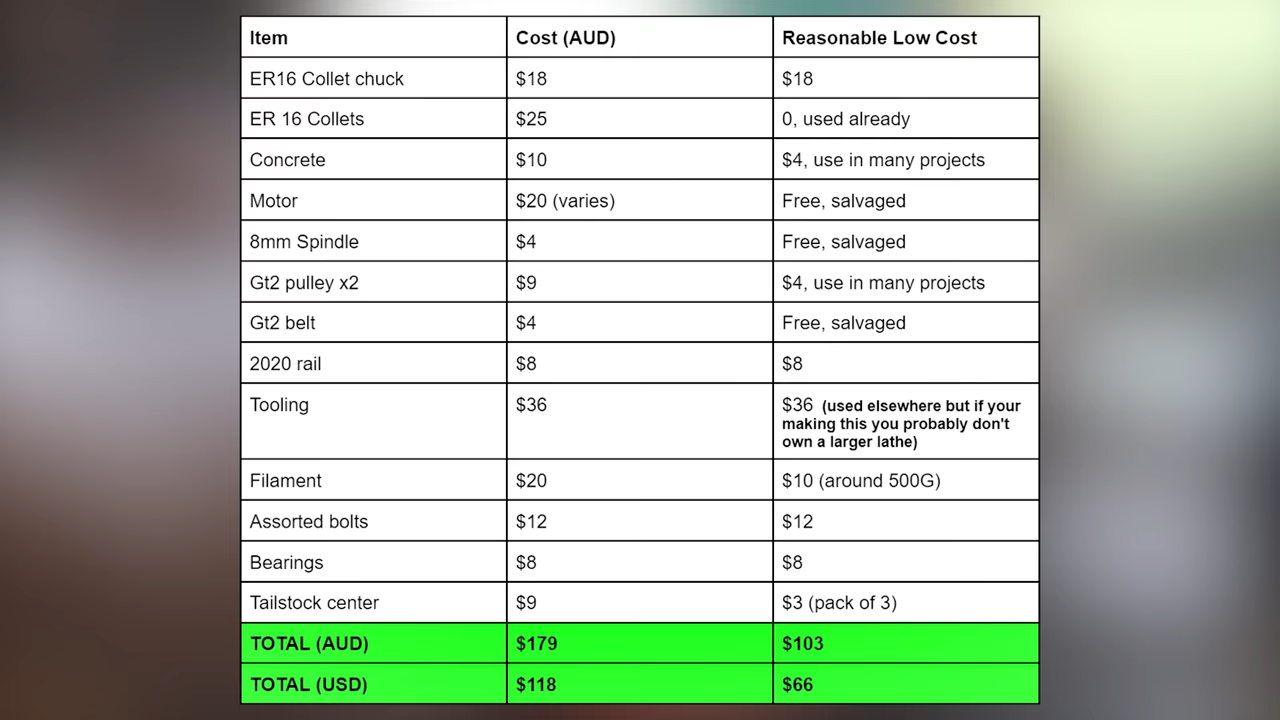 Item Cost (AUD) Reasonable Low Cost
ER16 Collet chuck $18 $18
ER 16 Collets $25 0, used already
Concrete $10 $4, use in many projects
Motor $20 (varies) Free, salvaged
8mm Spindle $4 Free, salvaged
Gt2 pulley x2 $9 $4, use in many projects
Gt2 belt $4 Free, salvaged
2020 rail $8 $8
Tooling $36 $36 (used elsewhere but if your
making this you probably don't
own a larger lathe)
Filament $20 $10 (around 500G)
Assorted bolts $12 $12
Bearings $8 $8
Tailstock center $9 $3 (pack of 3)
TOTAL (AUD) $179 $103
TOTAL (USD) $118 $66